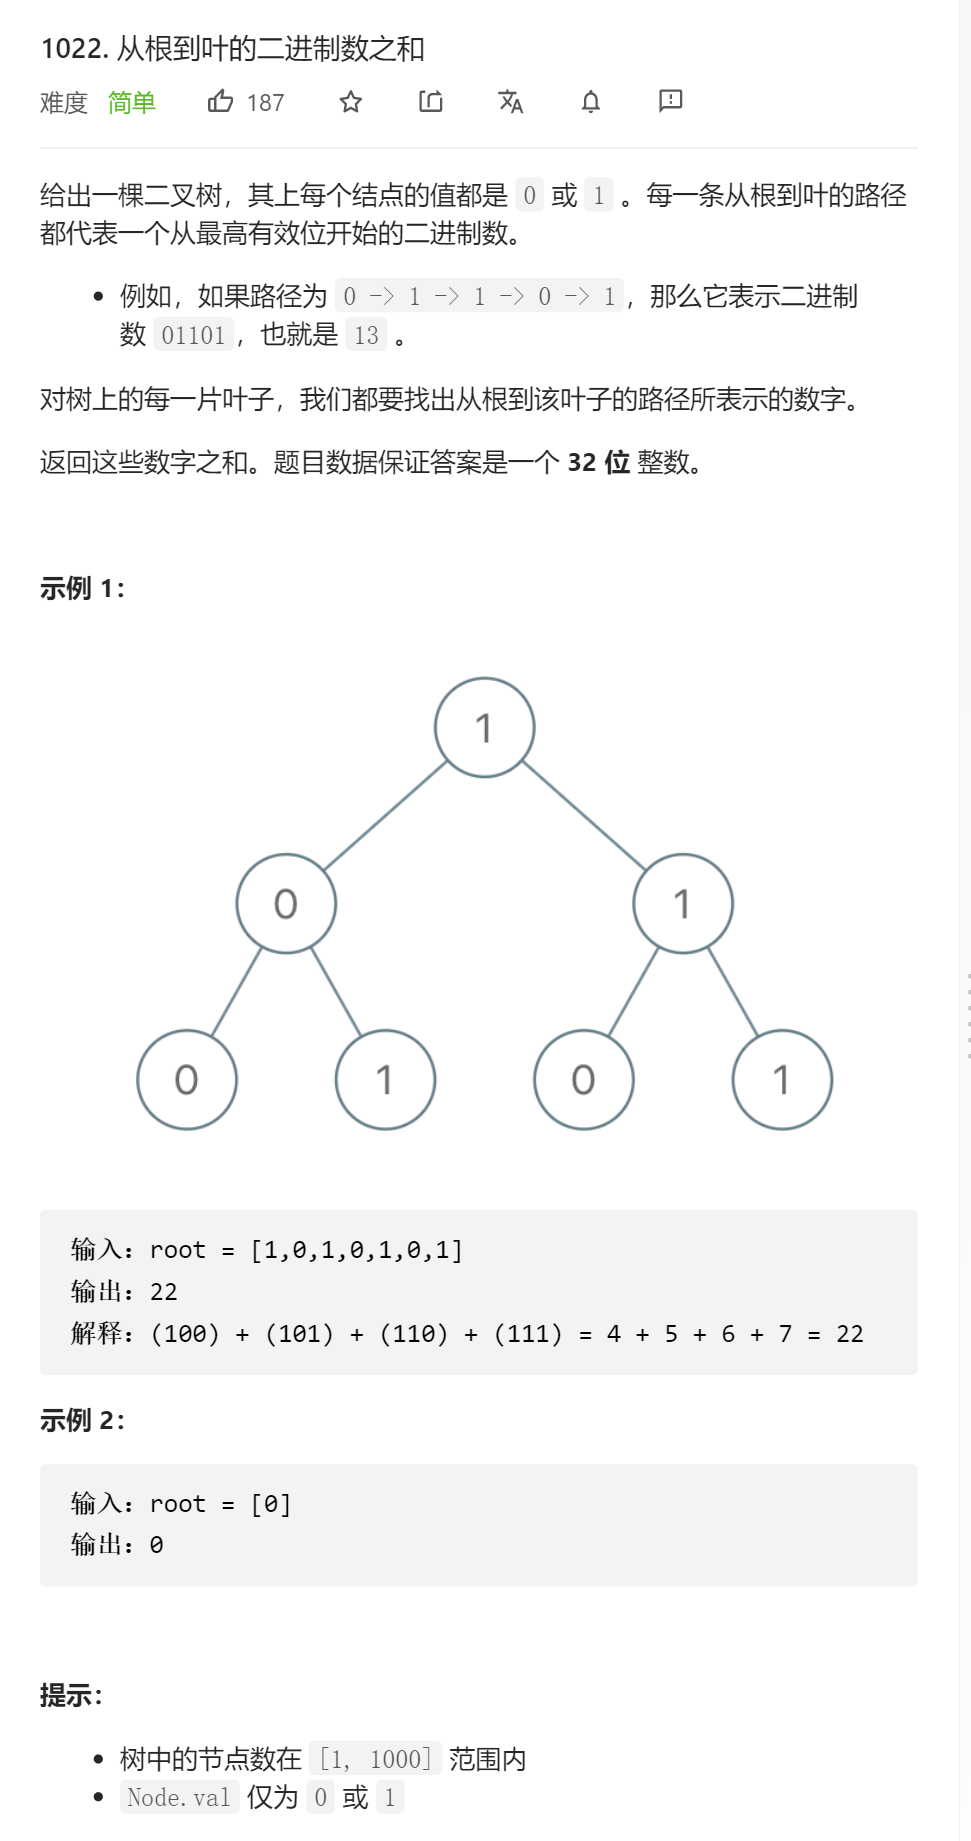 1022. 从根到叶的二进制数之和
难度 简单 187
给出一棵二叉树，其上每个结点的值都是 0 或 1 。每一条从根到叶的路径
都代表一个从最高有效位开始的二进制数。
例如，如果路径为 0 -> 1 -> 1 -> 0 -> 1，那么它表示二进制
数 01101，也就是 13 。
对树上的每一片叶子，我们都要找出从根到该叶子的路径所表示的数字。
返回这些数字之和。题目数据保证答案是一个 32 位 整数。
示例 1：
1
0 1
0 1 0 1
输入：root = [1,0,1,0,1,0,1]
输出：22
解释：(100) + (101) + (110) + (111) = 4 + 5 + 6 + 7 = 22
示例 2：
输入：root = [0]
输出：0
提示：
树中的节点数在 [1, 1000] 范围内
Node.val 仅为 0 或 1